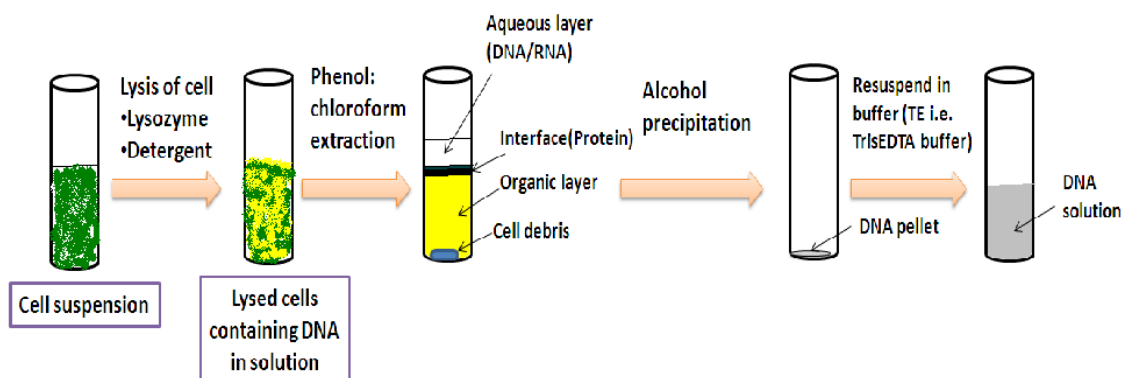 Aqueous layer
(DNA/RNA)
Lysis of cell
•Lysozyme
•Detergent
Phenol:
chloroform
extraction
Interface(Protein)
Organic layer
Cell debris
Alcohol
precipitation
DNA pellet
Resuspend in
buffer (TE i.e.
TrisEDTA buffer)
DNA
solution
Cell suspension
Lysed cells
containing DNA
in solution